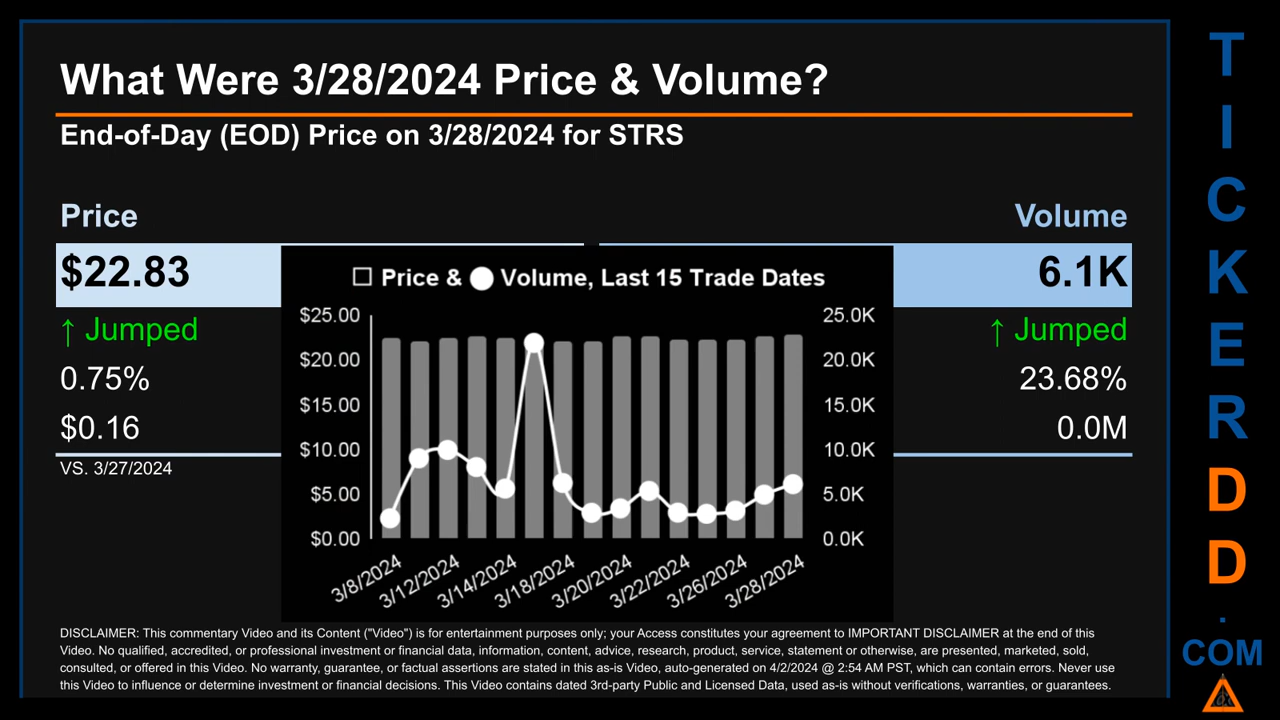 What Were 3/28/2024 Price & Volume?
End-of-Day (EOD) Price on 3/28/2024 for STRS
Price
Volume
$22.83
6.1K
↑ Jumped
↑ Jumped
0.75%
23.68%
$0.16
0.0M
VS. 3/27/2024
Price & Volume, Last 15 Trade Dates
$25.00
$20.00
$15.00
$10.00
$5.00
$0.00
25.0K
20.0K
15.0K
10.0K
5.0K
0.0K
3/8/2024
3/12/2024
3/14/2024
3/18/2024
3/20/2024
3/22/2024
3/26/2024
3/28/2024
DISCLAIMER: This commentary Video and its Content ("Video") is for entertainment purposes only; your Access constitutes your agreement to IMPORTANT DISCLAIMER at the end of this
Video. No qualified, accredited, or professional investment or financial data, information, content, advice, research, product, service, statement or otherwise, are presented, marketed, sold,
consulted, or offered in this Video. No warranty, guarantee, or factual assertions are stated in this as-is Video, auto-generated on 4/2/2024 @ 2:54 AM PST, which can contain errors. Never use
this Video to influence or determine investment or financial decisions. This Video contains dated 3rd-party Public and Licensed Data, used as-is without verifications, warranties, or guarantees.
TICKERDD.COM